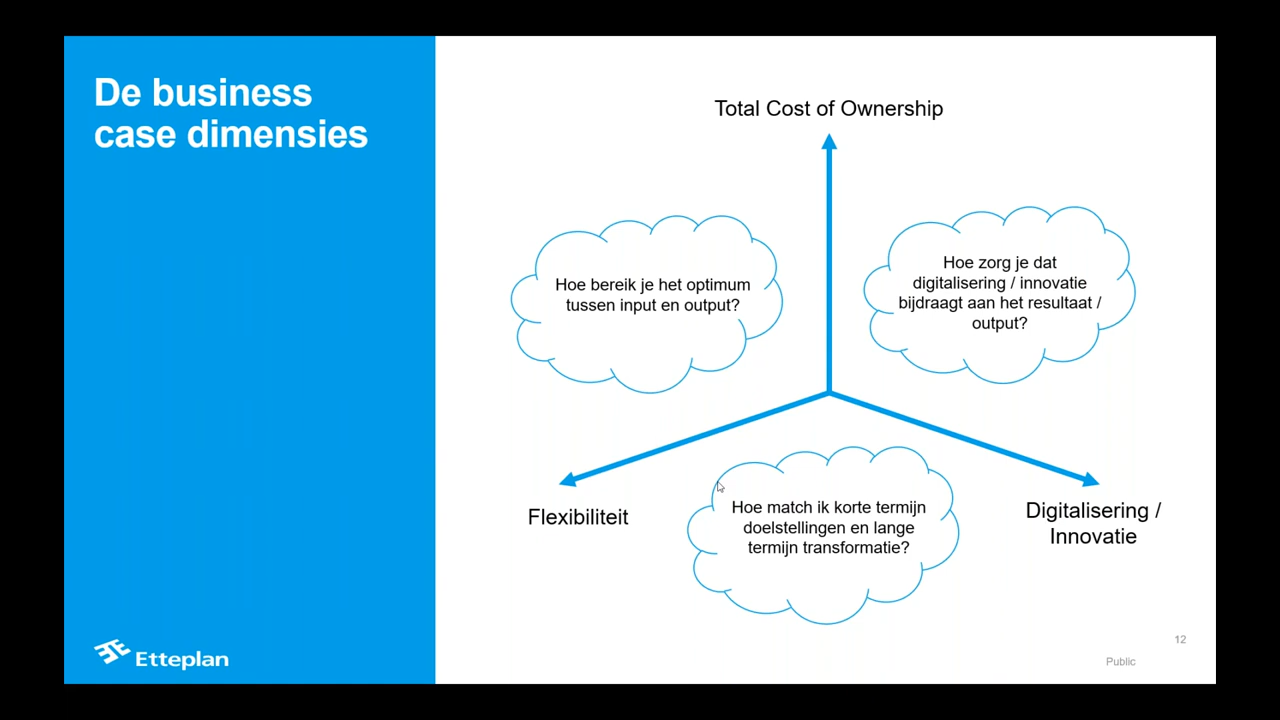 De business
case dimensies
Total Cost of Ownership
Hoe bereik je het optimum
tussen input en output?
Hoe zorg je dat
digitalisering / innovatie
bijdraagt aan het resultaat /
output?
Flexibiliteit
Hoe match ik korte termijn
doelstellingen en lange
termijn transformatie?
Digitalisering /
Innovatie
Etteplan
12
Public